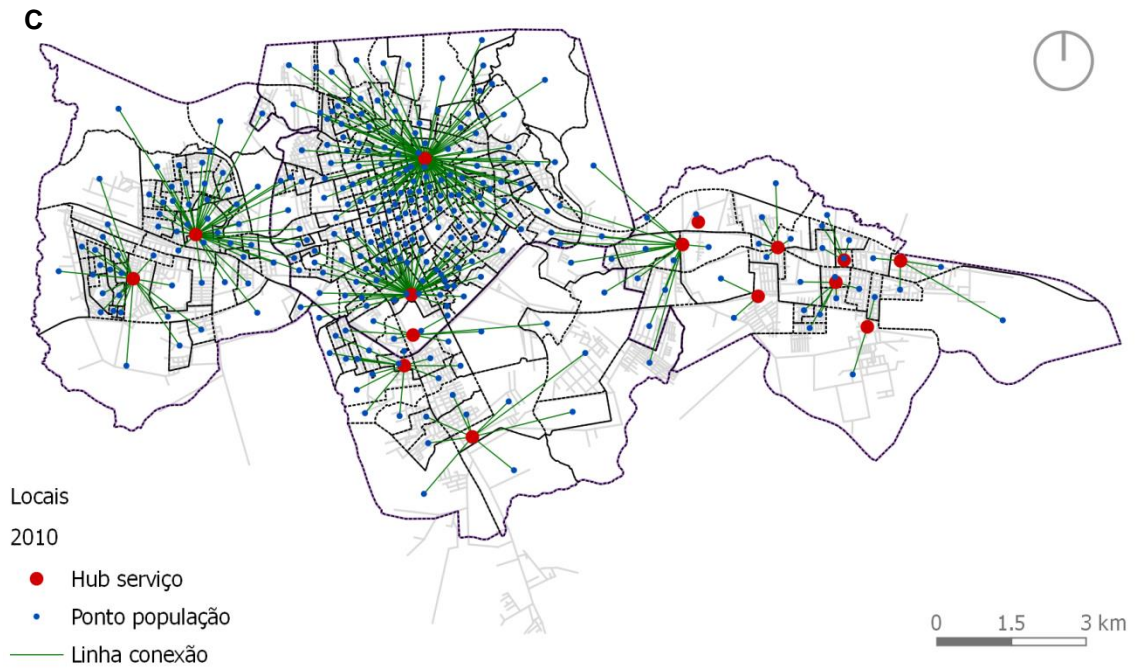 C
Locais
2010
Hub serviço
Ponto população
Linha conexão
0 1.5 3 km